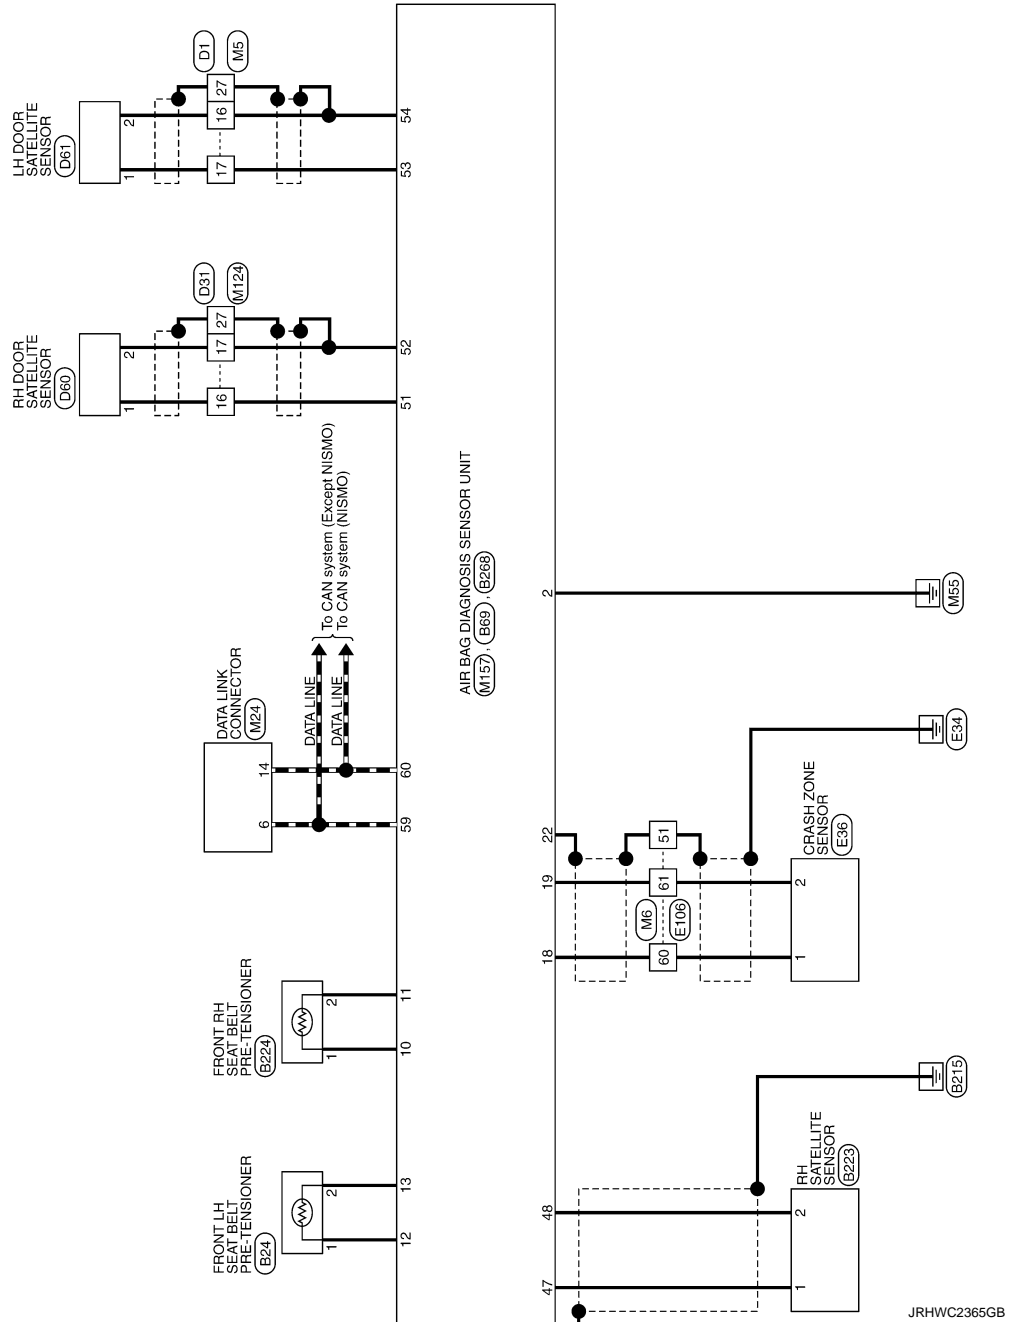 LH DOOR
SATELLITE
SENSOR
D61
2
1
D1
M5
27
16
17
54
53
RH DOOR
SATELLITE
SENSOR
D60
2
1
D31
M124
27
17
16
52
51
To CAN system (Except NISMO)
To CAN system (NISMO)
DATA LINE
DATA LINE
DATA LINK
CONNECTOR
M24
14
6
60
59
AIR BAG DIAGNOSIS SENSOR UNIT
M157 , B69 , B268
2
M55
E34
22
19
18
51
61
60
M6
E106
CRASH ZONE
SENSOR
E36
2
1
FRONT RH
SEAT BELT
PRE-TENSIONER
B224
2
1
11
10
B215
FRONT LH
SEAT BELT
PRE-TENSIONER
B24
2
1
13
12
48
47
RH
SATELLITE
SENSOR
B223
2
1
JRHWC2365GB